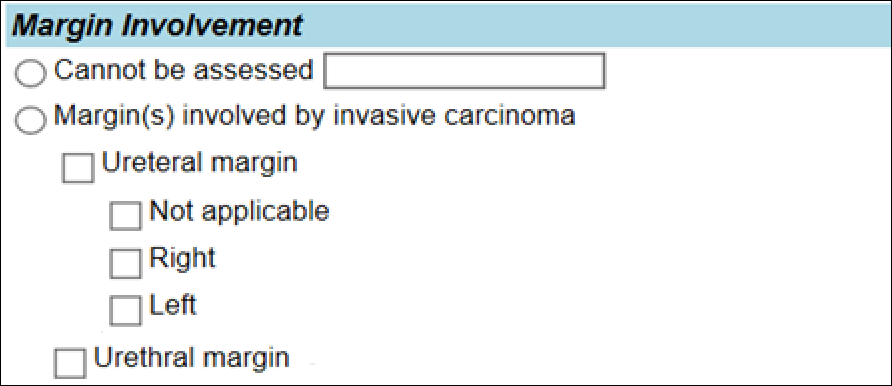 Margin Involvement
Cannot be assessed
Margin(s) involved by invasive carcinoma
Ureteral margin
Not applicable
Right
Left
Urethral margin